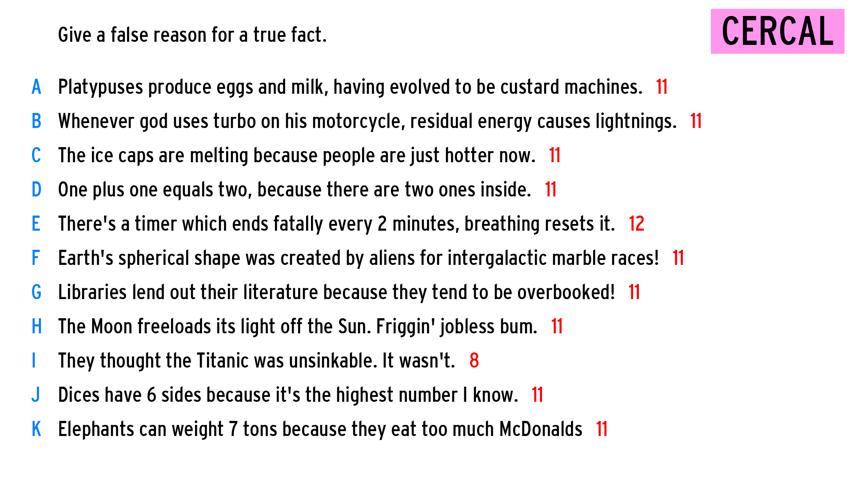 Give a false reason for a true fact.
CERCAL
A Platypuses produce eggs and milk, having evolved to be custard machines. 11
B Whenever god uses turbo on his motorcycle, residual energy causes lightnings. 11
C The ice caps are melting because people are just hotter now. 11
D One plus one equals two, because there are two ones inside. 11
E There's a timer which ends fatally every 2 minutes, breathing resets it. 12
F Earth's spherical shape was created by aliens for intergalactic marble races! 11
G Libraries lend out their literature because they tend to be overbooked! 11
H The Moon freeloads its light off the Sun. Friggin' jobless bum. 11
I They thought the Titanic was unsinkable. It wasn't. 8
J Dices have 6 sides because it's the highest number I know. 11
K Elephants can weight 7 tons because they eat too much McDonalds 11